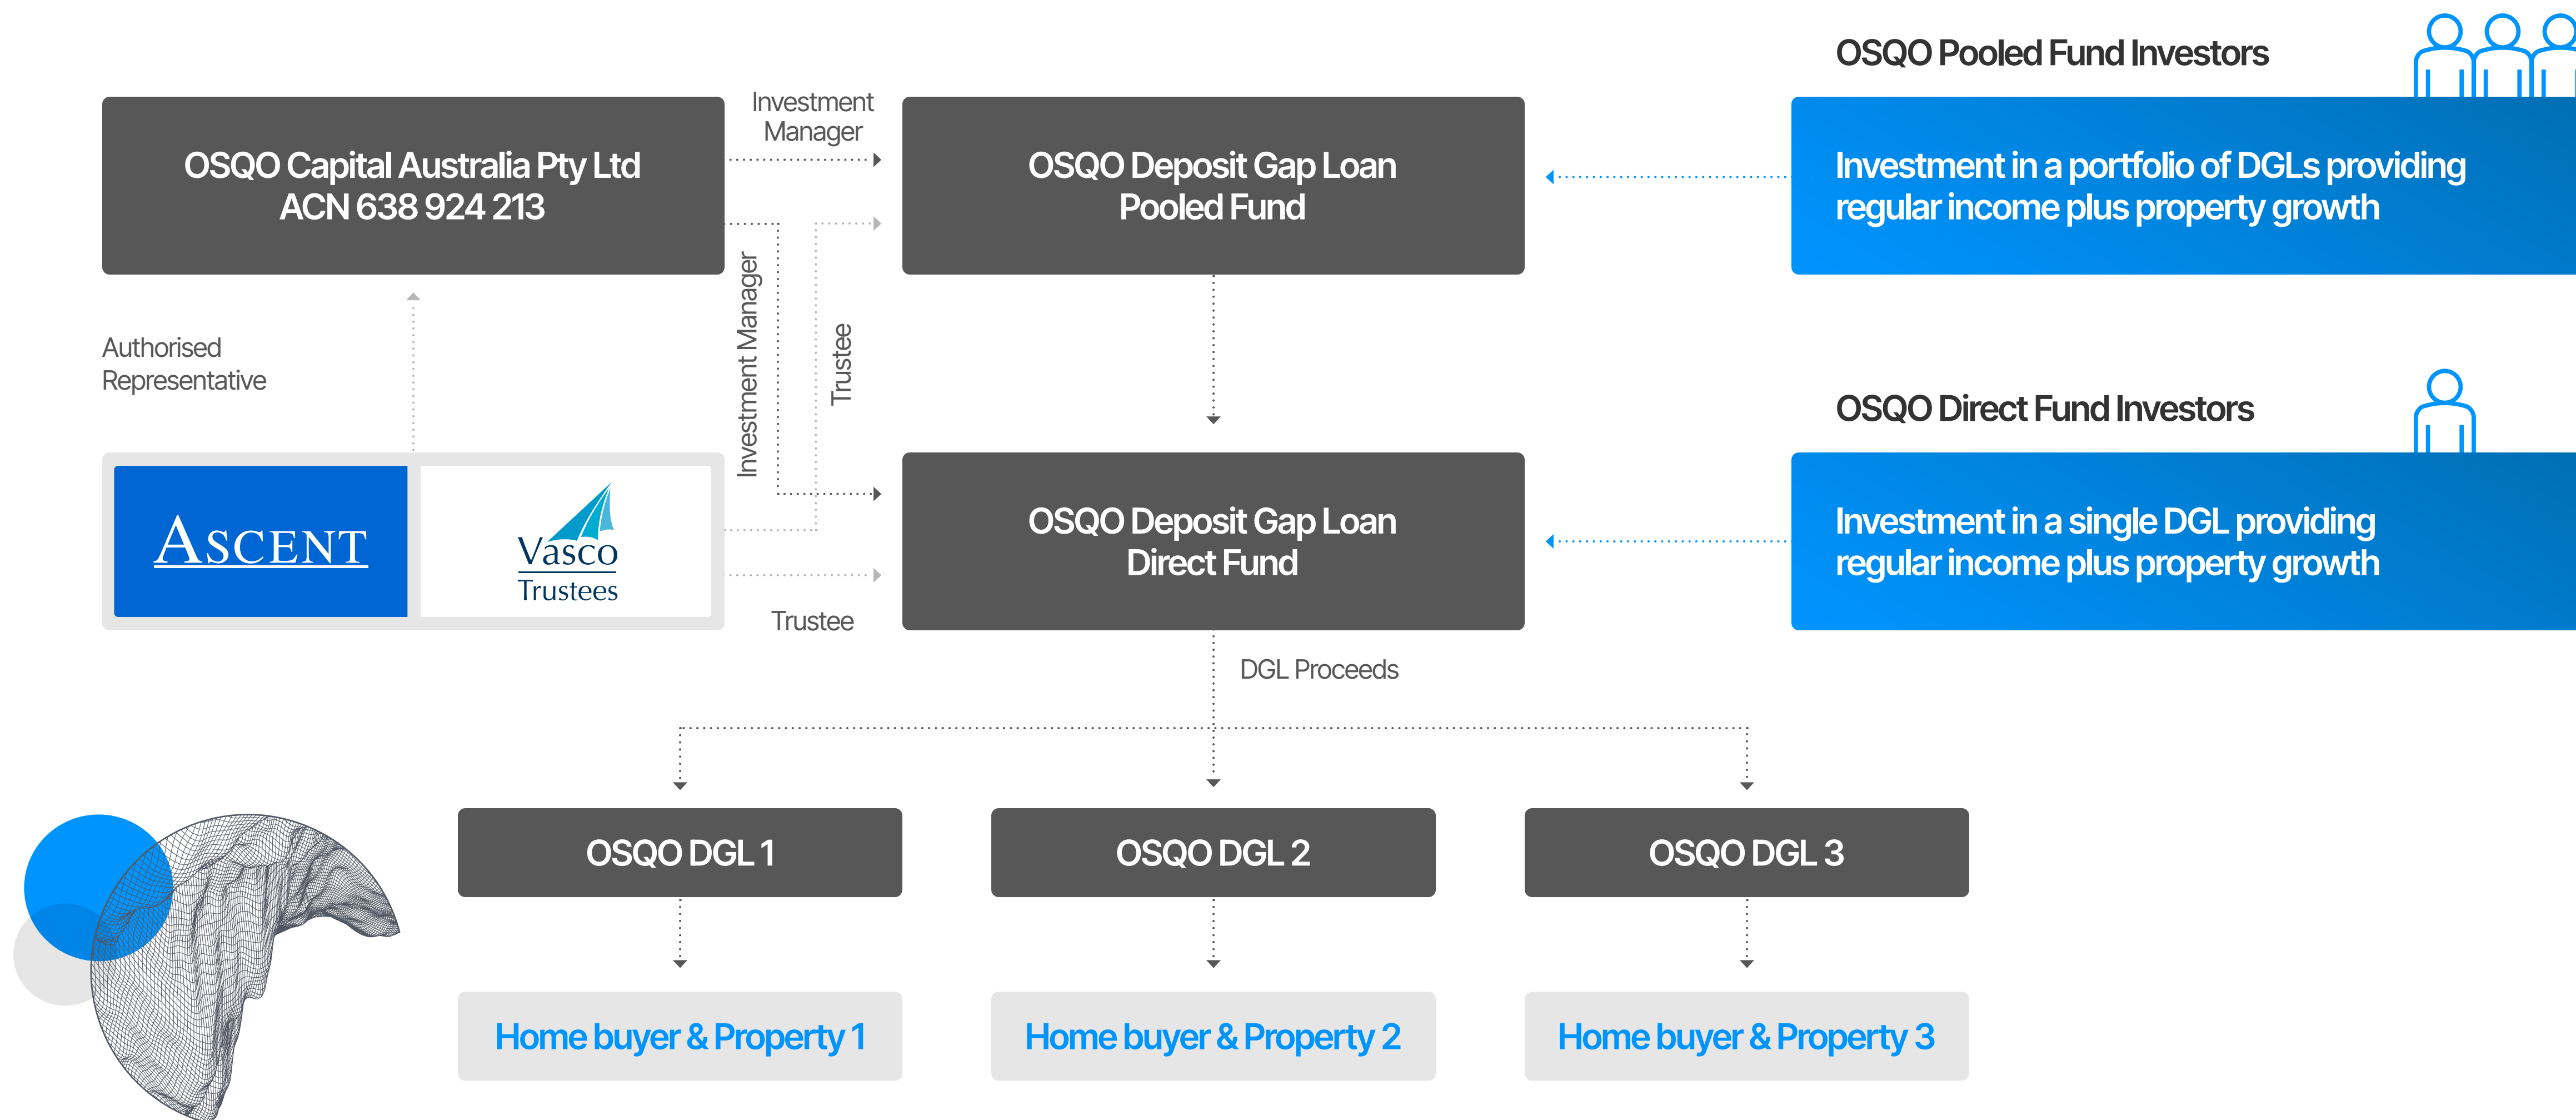 OSQO Pooled Fund Investors
OSQO Capital Australia Pty Ltd
ACN 638 924 213
Investment
Manager
OSQO Deposit Gap Loan
Pooled Fund
Investment in a portfolio of DGLs providing
regular income plus property growth
Authorised
Representative
Investment Manager
Trustee
OSQO Direct Fund Investors
ASCENT
Vasco
Trustees
Trustee
OSQO Deposit Gap Loan
Direct Fund
Investment in a single DGL providing
regular income plus property growth
DGL Proceeds
OSQO DGL 1
OSQO DGL 2
OSQO DGL 3
Home buyer & Property 1
Home buyer & Property 2
Home buyer & Property 3